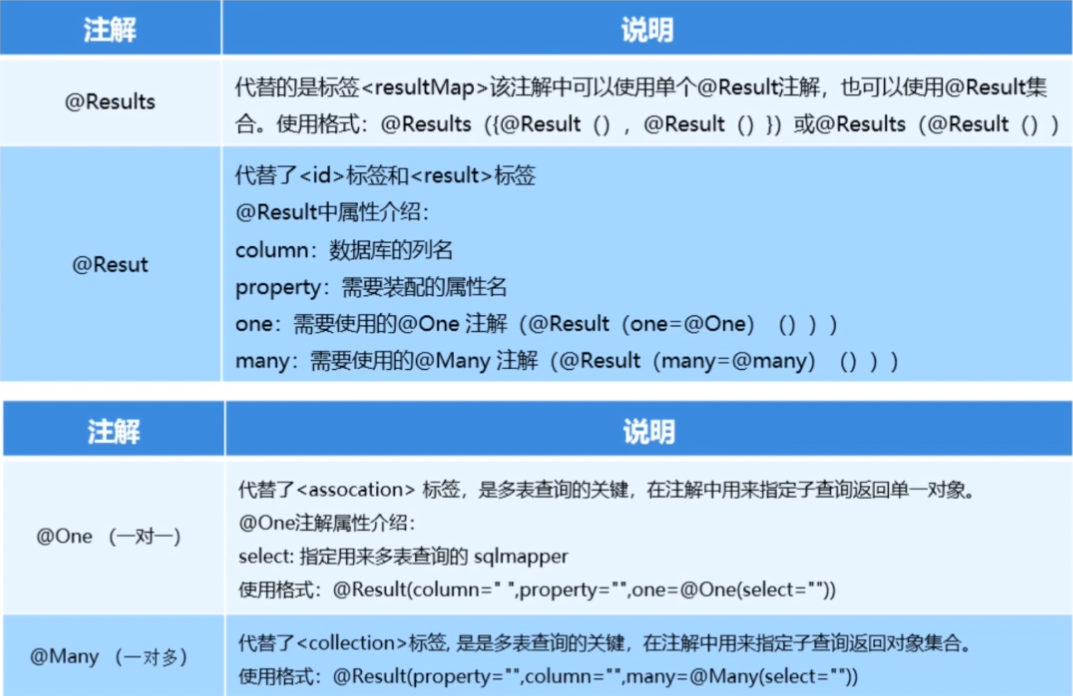 注解 说明
@Results
代替的是标签<resultMap>该注解中可以使用单个@Result注解，也可以使用@Result集
合。使用格式：@Results（{@Result（），@Result（）}）或@Results（@Result（））
@Resut
代替了<id>标签和<result>标签
@Result中属性介绍：
column：数据库的列名
property：需要装配的属性名
one：需要使用的@One 注解（@Result（one=@One）（）））
many：需要使用的@Many 注解（@Result（many=@many）（）））
注解 说明
@One （一对一）
代替了<assocation> 标签，是多表查询的关键，在注解中用来指定子查询返回单一对象。
@One注解属性介绍：
select: 指定用来多表查询的 sqlmapper
使用格式：@Result(column=" ",property="",one=@One(select=""))
@Many （一对多）
代替了<collection>标签, 是是多表查询的关键，在注解中用来指定子查询返回对象集合。
使用格式：@Result(property="",column="",many=@Many(select=""))